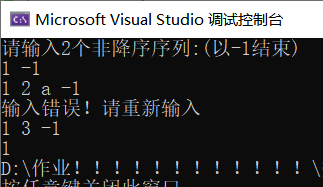 Microsoft Visual Studio 调试控制台
请输入2个非降序序列:(以-1结束)
1 -1
1 2 a -1
输入错误！请重新输入
1 3 -1
1
D:\作业！！！！！！！！！！！！！\
按任意键关闭此窗口